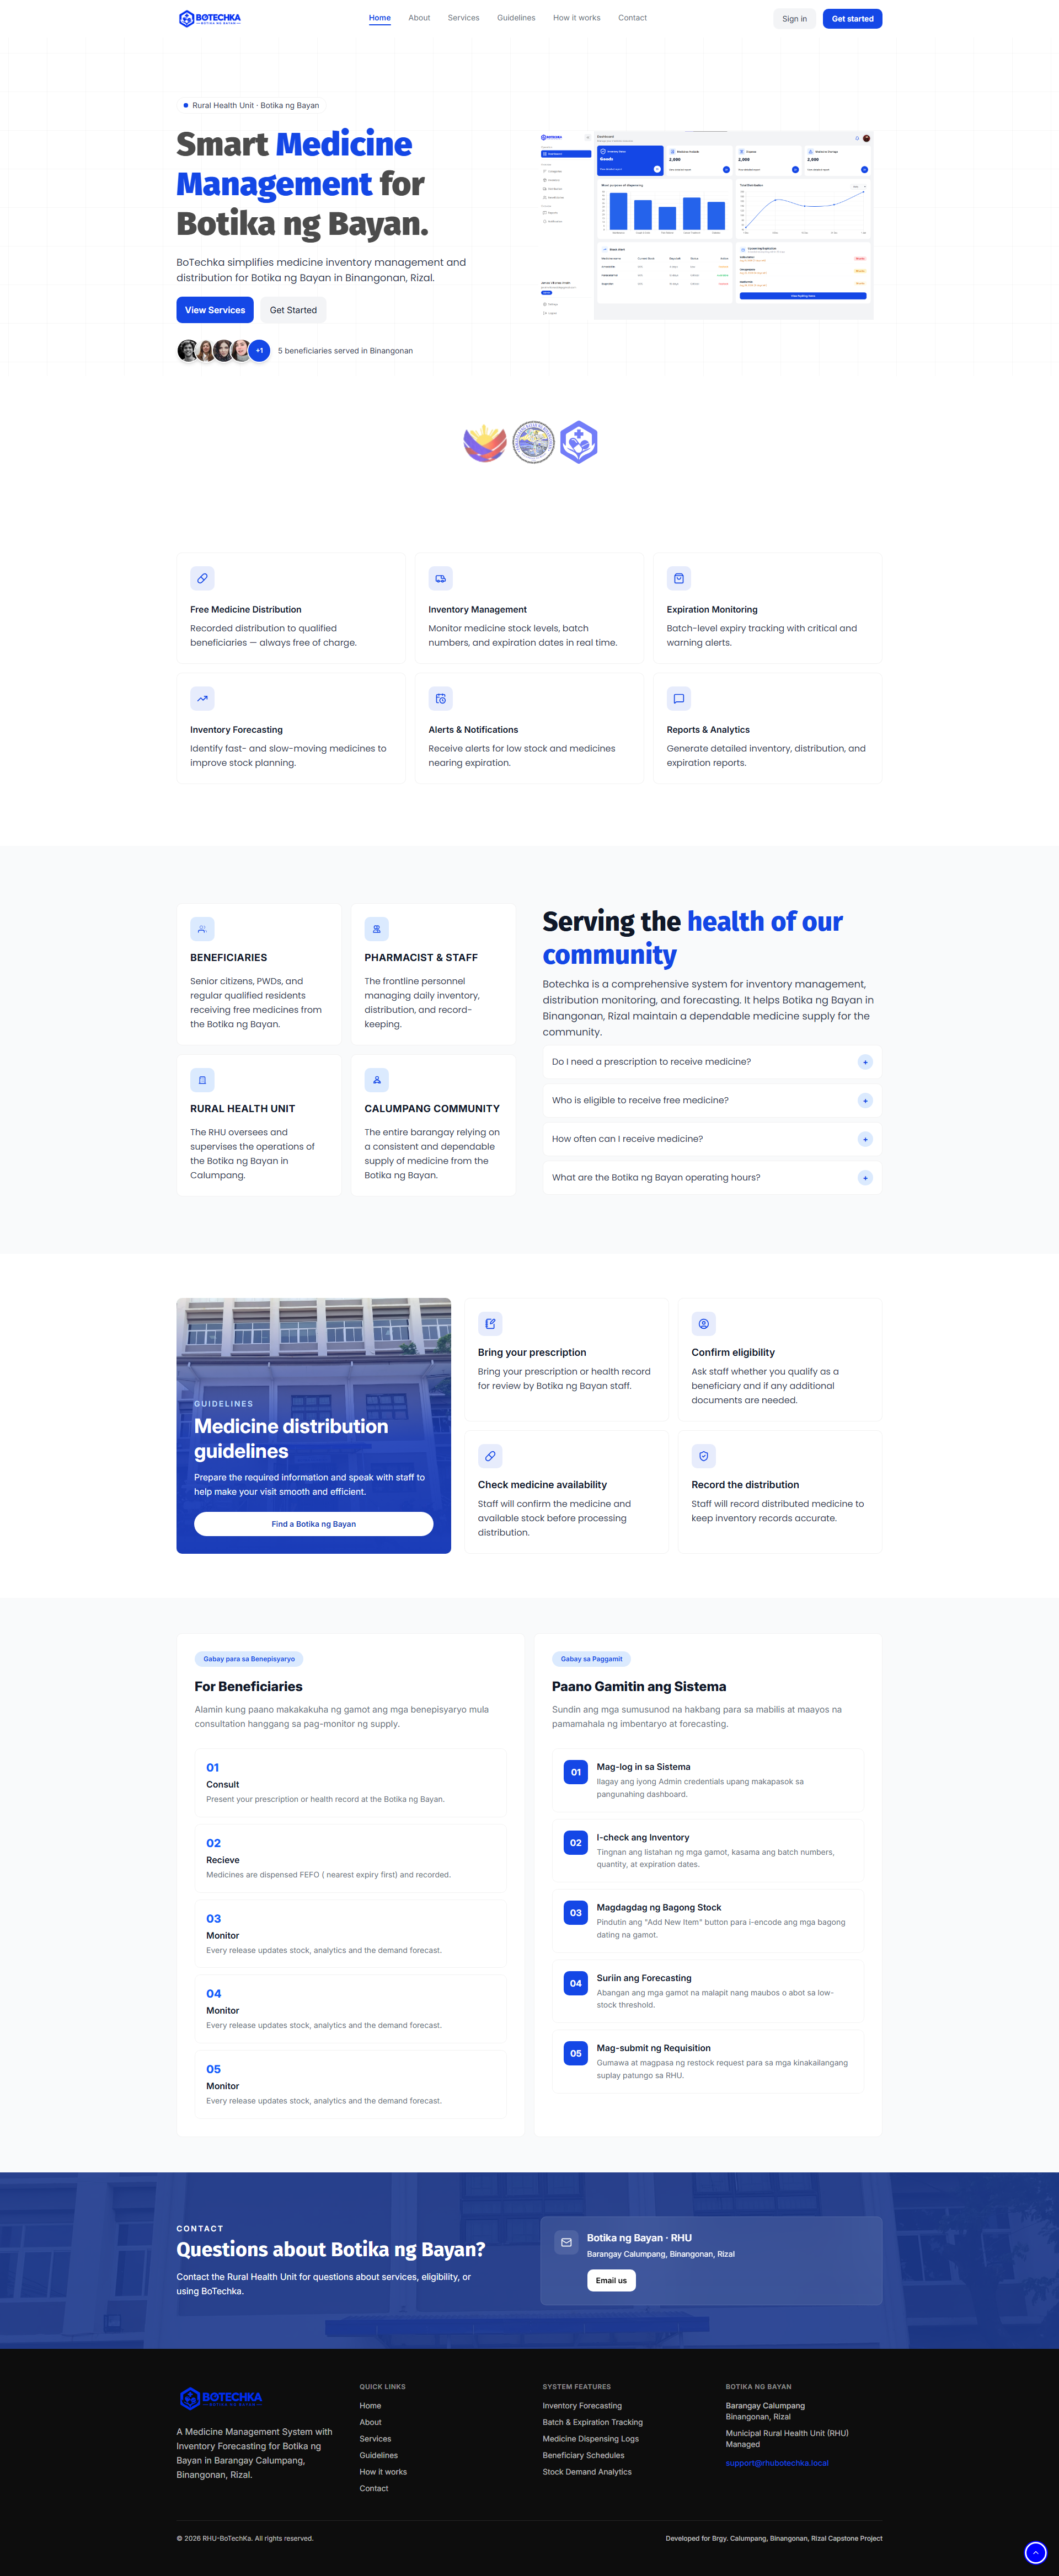 BOTECHKA
BOTIKA NG BAYAN
Home
About
Services
Guidelines
How it works
Contact
Sign in
Get started
Rural Health Unit · Botika ng Bayan
Smart Medicine
Management for
Botika ng Bayan.
BoTechka simplifies medicine inventory management and
distribution for Botika ng Bayan in Binangonan, Rizal.
View Services
Get Started
+1
5 beneficiaries served in Binangonan
Free Medicine Distribution
Recorded distribution to qualified
beneficiaries — always free of charge.
Inventory Management
Monitor medicine stock levels, batch
numbers, and expiration dates in real time.
Expiration Monitoring
Batch-level expiry tracking with critical and
warning alerts.
Inventory Forecasting
Identify fast- and slow-moving medicines to
improve stock planning.
Alerts & Notifications
Receive alerts for low stock and medicines
nearing expiration.
Reports & Analytics
Generate detailed inventory, distribution, and
expiration reports.
BENEFICIARIES
Senior citizens, PWDs, and
regular qualified residents
receiving free medicines from
the Botika ng Bayan.
PHARMACIST & STAFF
The frontline personnel
managing daily inventory,
distribution, and record-
keeping.
RURAL HEALTH UNIT
The RHU oversees and
supervises the operations of
the Botika ng Bayan in
Calumpang.
CALUMPANG COMMUNITY
The entire barangay relying on
a consistent and dependable
supply of medicine from the
Botika ng Bayan.
Serving the health of our
community
Botechka is a comprehensive system for inventory management,
distribution monitoring, and forecasting. It helps Botika ng Bayan in
Binangonan, Rizal maintain a dependable medicine supply for the
community.
Do I need a prescription to receive medicine?
+
Who is eligible to receive free medicine?
+
How often can I receive medicine?
+
What are the Botika ng Bayan operating hours?
+
GUIDELINES
Medicine distribution
guidelines
Prepare the required information and speak with staff to
help make your visit smooth and efficient.
Find a Botika ng Bayan
Bring your prescription
Bring your prescription or health record
for review by Botika ng Bayan staff.
Confirm eligibility
Ask staff whether you qualify as a
beneficiary and if any additional
documents are needed.
Check medicine availability
Staff will confirm the medicine and
available stock before processing
distribution.
Record the distribution
Staff will record distributed medicine to
keep inventory records accurate.
Gabay para sa Benepisyaryo
For Beneficiaries
Alamin kung paano makakakuha ng gamot ang mga benepisyaryo mula
consultation hanggang sa pag-monitor ng supply.
01
Consult
Present your prescription or health record at the Botika ng Bayan.
02
Recieve
Medicines are dispensed FEFO ( nearest expiry first) and recorded.
03
Monitor
Every release updates stock, analytics and the demand forecast.
04
Monitor
Every release updates stock, analytics and the demand forecast.
05
Monitor
Every release updates stock, analytics and the demand forecast.
Gabay sa Paggamit
Paano Gamitin ang Sistema
Sundin ang mga sumusunod na hakbang para sa mabilis at maayos na
pamamahala ng imbentaryo at forecasting.
01
Mag-log in sa Sistema
Ilagay ang iyong Admin credentials upang makapasok sa
pangunahing dashboard.
02
I-check ang Inventory
Tingnan ang listahan ng mga gamot, kasama ang batch numbers,
quantity, at expiration dates.
03
Magdagdag ng Bagong Stock
Pindutin ang "Add New Item" button para i-encode ang mga bagong
dating na gamot.
04
Suriin ang Forecasting
Abangan ang mga gamot na malapit nang maubos o abot sa low-
stock threshold.
05
Mag-submit ng Requisition
Gumawa at magpasa ng restock request para sa mga kinakailangang
suplay patungo sa RHU.
CONTACT
Questions about Botika ng Bayan?
Contact the Rural Health Unit for questions about services, eligibility, or
using BoTechka.
Botika ng Bayan · RHU
Barangay Calumpang, Binangonan, Rizal
Email us
BOTECHKA
BOTIKA NG BAYAN
A Medicine Management System with
Inventory Forecasting for Botika ng
Bayan in Barangay Calumpang,
Binangonan, Rizal.
QUICK LINKS
Home
About
Services
Guidelines
How it works
Contact
SYSTEM FEATURES
Inventory Forecasting
Batch & Expiration Tracking
Medicine Dispensing Logs
Beneficiary Schedules
Stock Demand Analytics
BOTIKA NG BAYAN
Barangay Calumpang
Binangonan, Rizal
Municipal Rural Health Unit (RHU)
Managed
support@rhubotechka.local
© 2026 RHU-BoTechKa. All rights reserved.
Developed for Brgy. Calumpang, Binangonan, Rizal Capstone Project